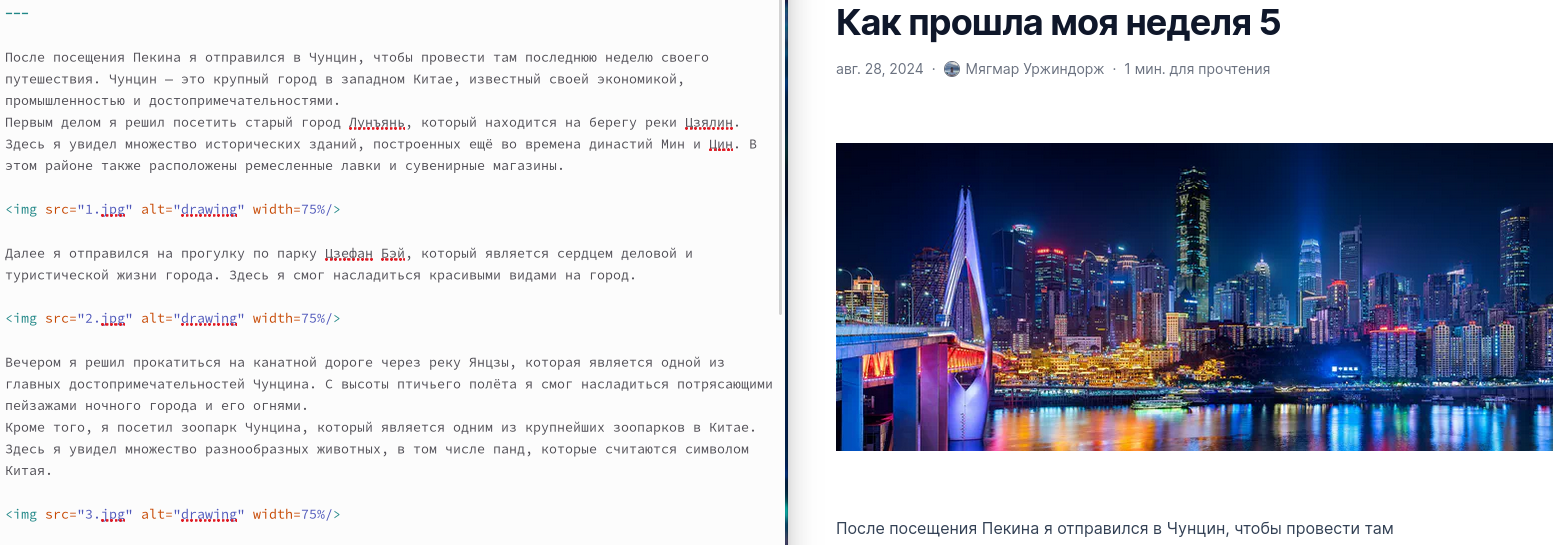 ---
После посещения Пекина я отправился в Чунцин, чтобы провести там последнюю неделю своего
путешествия. Чунцин — это крупный город в западном Китае, известный своей экономикой,
промышленностью и достопримечательностями.
Первым делом я решил посетить старый город Лунъянь, который находится на берегу реки Цзялин.
Здесь я увидел множество исторических зданий, построенных ещё во времена династий Мин и Цин. В
этом районе также расположены ремесленные лавки и сувенирные магазины.
<img src="1.jpg" alt="drawing" width=75%/>
Далее я отправился на прогулку по парку Цзефан Бэй, который является сердцем деловой и
туристической жизни города. Здесь я смог насладиться красивыми видами на город.
<img src="2.jpg" alt="drawing" width=75%/>
Вечером я решил прокатиться на канатной дороге через реку Янцзы, которая является одной из
главных достопримечательностей Чунцина. С высоты птичьего полёта я смог насладиться потрясающими
пейзажами ночного города и его огнями.
Кроме того, я посетил зоопарк Чунцина, который является одним из крупнейших зоопарков в Китае.
Здесь я увидел множество разнообразных животных, в том числе панд, которые считаются символом
Китая.
<img src="3.jpg" alt="drawing" width=75%/>
Как прошла моя неделя 5
авг. 28, 2024 · Мягмар Уржиндорж · 1 мин. для прочтения
После посещения Пекина я отправился в Чунцин, чтобы провести там